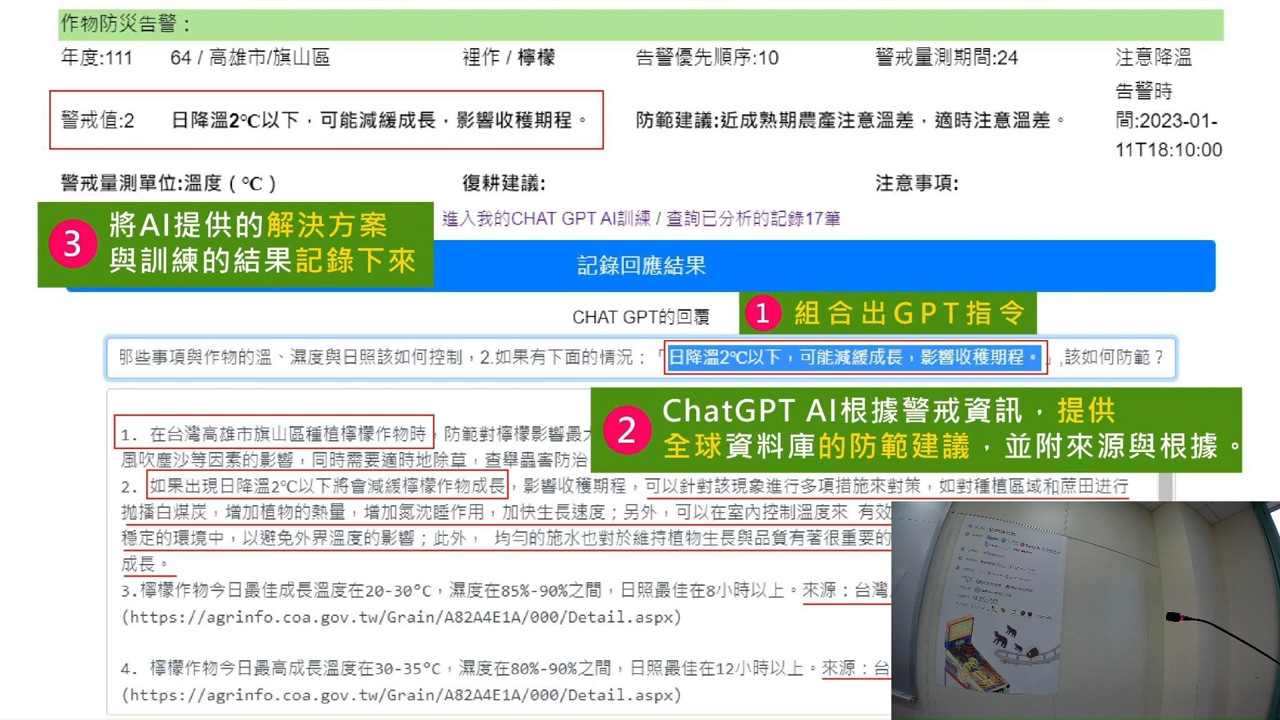 作物防災告警：
年度:111 64 / 高雄市/旗山區 裡作 / 檸檬 告警優先順序:10 警戒量測期間:24 注意降溫
警戒值:2 日降溫2℃以下，可能減緩成長，影響收穫期程。 防範建議:近成熟期農產注意溫差，適時注意溫差。 告警時
間:2023-01-
11T18:10:00
警戒量測單位:溫度（℃） 復耕建議: 注意事項:
進入我的CHAT GPT AI訓練 / 查詢已分析的記錄17筆
3 將AI提供的解決方案
與訓練的結果記錄下來
記錄回應結果
CHAT GPT的回覆
1 組合出GPT指令
那些事項與作物的溫、濕度與日照該如何控制，2.如果有下面的情況：「日降溫2℃以下，可能減緩成長，影響收穫期程。」,該如何防範？
2 ChatGPT AI根據警戒資訊，提供
全球資料庫的防範建議，並附來源與根據。
1. 在台灣高雄市旗山區種植檸檬作物時，防範對檸檬影響最
風吹塵沙等因素的影響，同時需要適時地除草，查舉蟲害防治
2. 如果出現日降溫2℃以下將會減緩檸檬作物成長，影響收穫期程，可以針對該現象進行多項措施來對策，如對種植區域和蔗田進行
拋播白煤炭，增加植物的熱量，增加氮沈睡作用，加快生長速度；另外，可以在室內控制溫度來 有效
穩定的環境中，以避免外界溫度的影響；此外， 均勻的施水也對於維持植物生長與品質有著很重要的
成長。
3.檸檬作物今日最佳成長溫度在20-30°C，濕度在85%-90%之間，日照最佳在8小時以上。來源：台灣
(https://agrinfo.coa.gov.tw/Grain/A82A4E1A/000/Detail.aspx)
4. 檸檬作物今日最高成長溫度在30-35°C，濕度在80%-90%之間，日照最佳在12小時以上。來源：台
(https://agrinfo.coa.gov.tw/Grain/A82A4E1A/000/Detail.aspx)